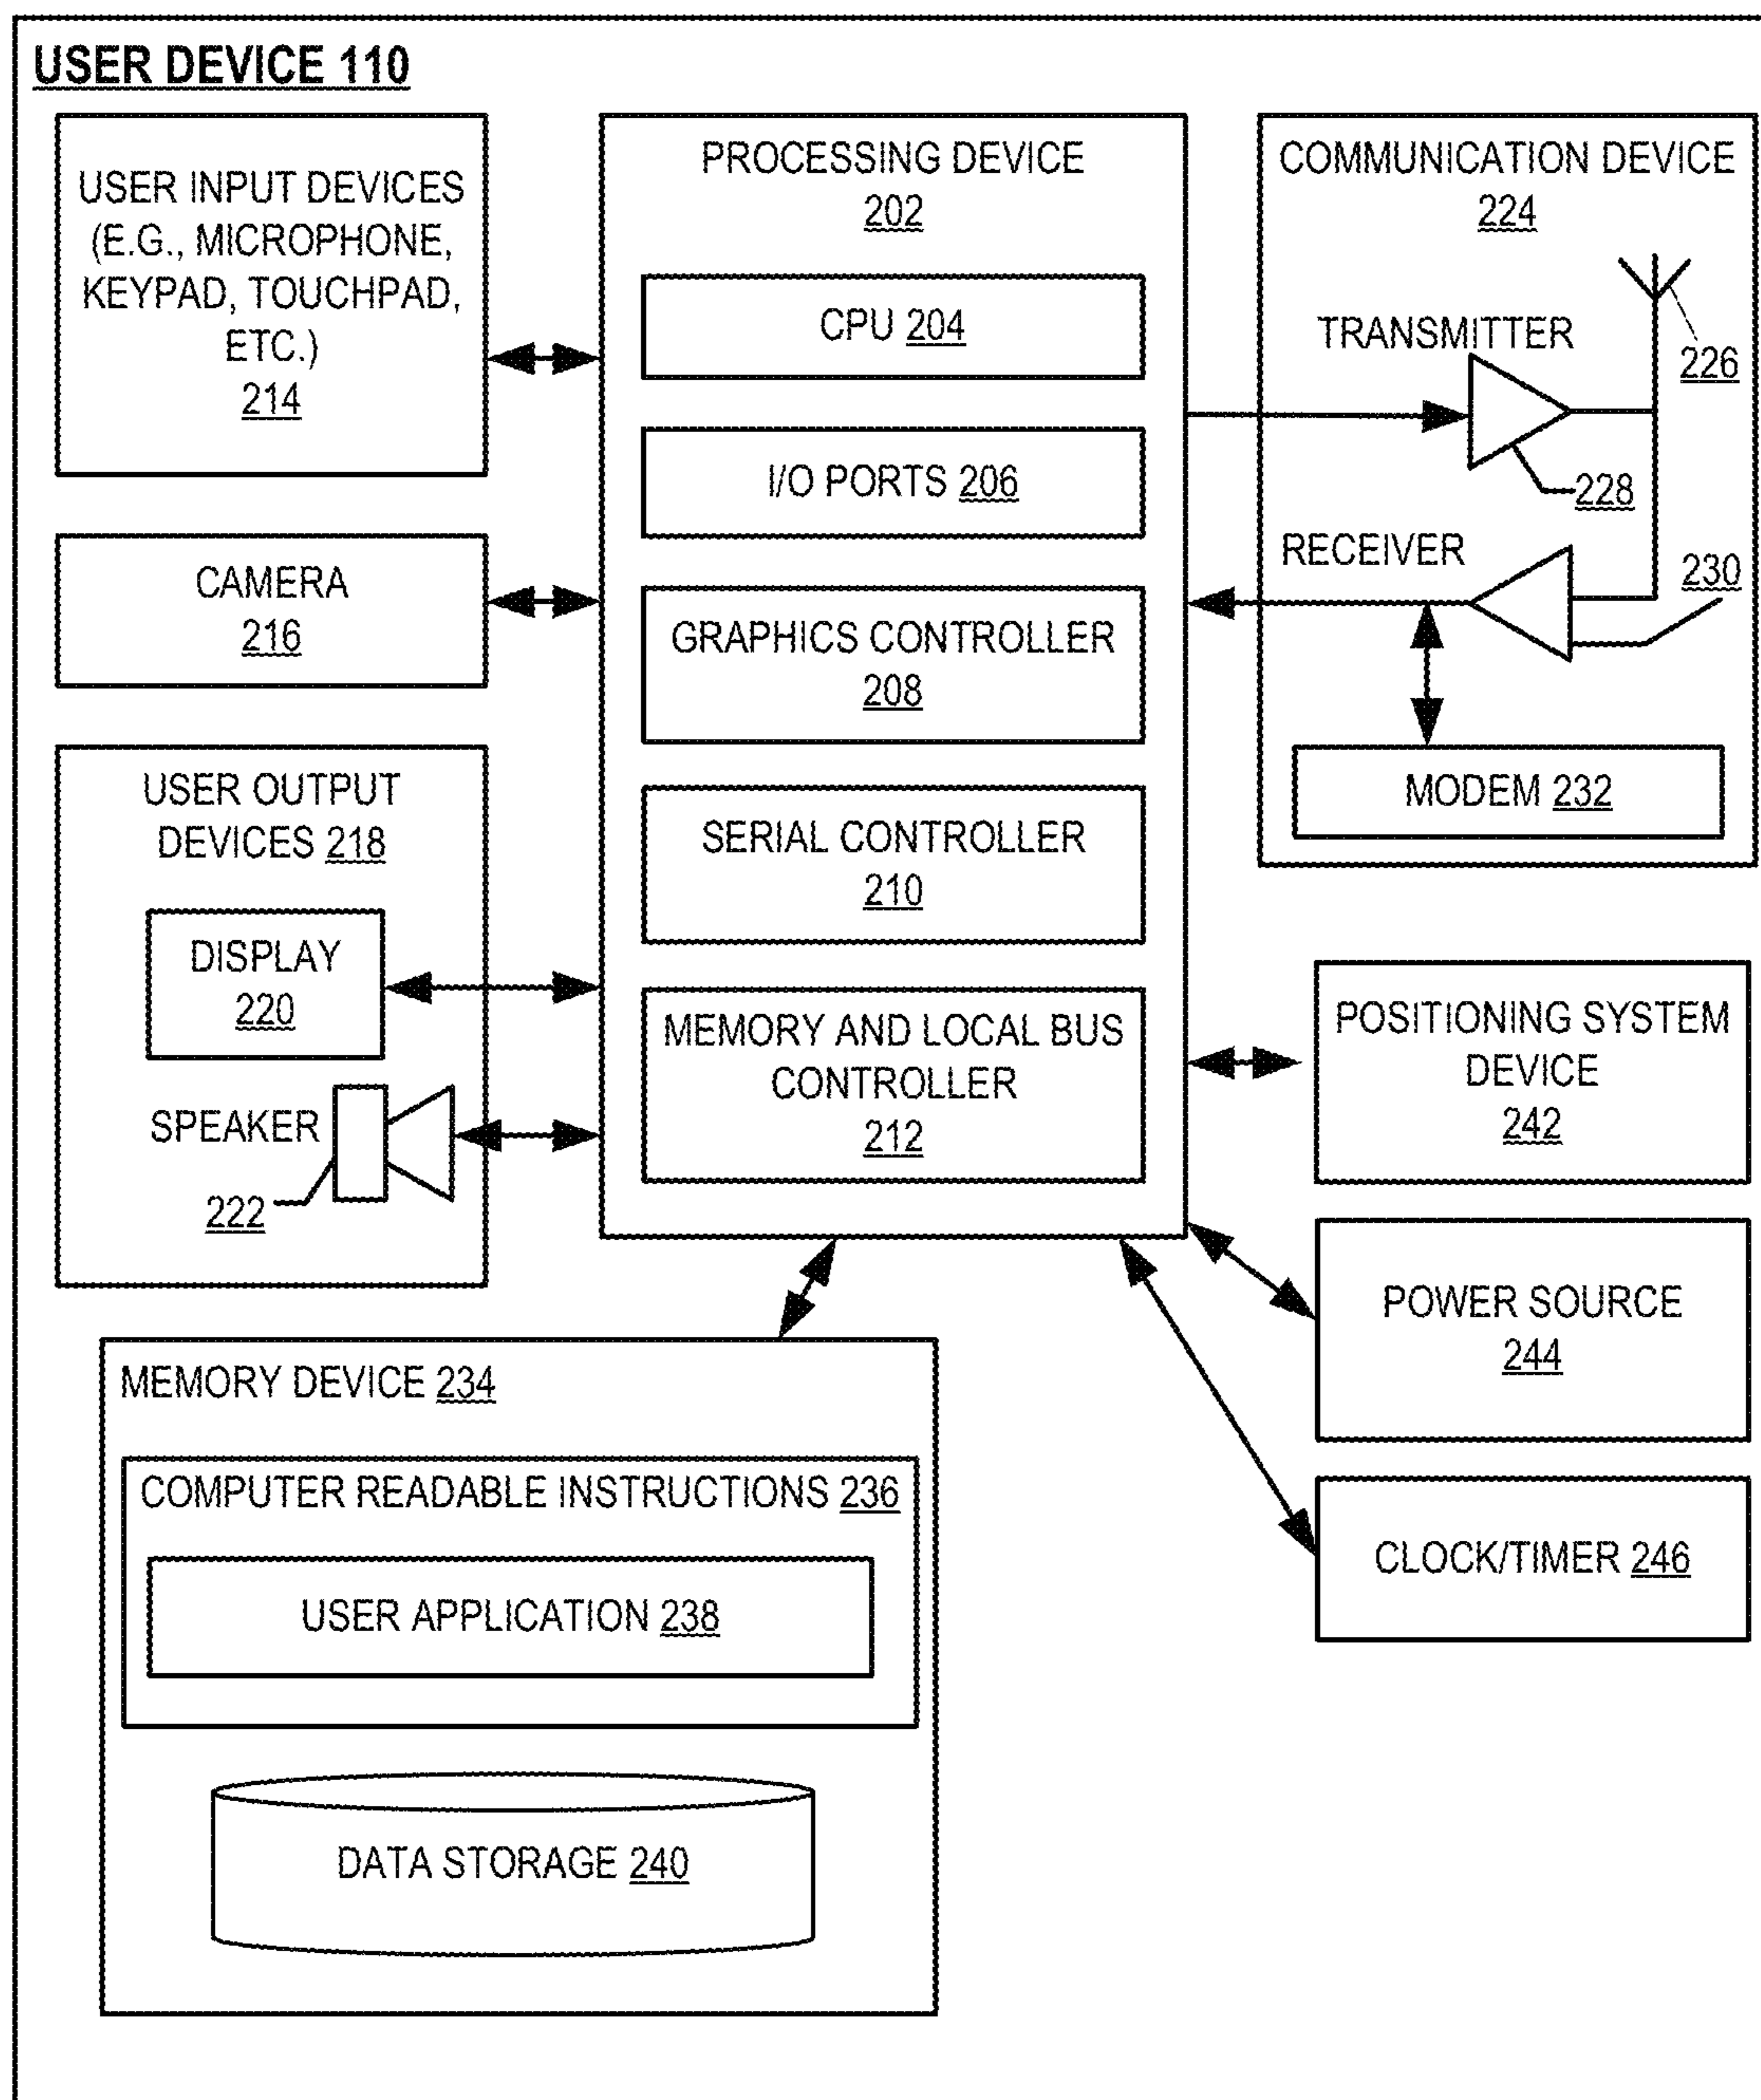 USER DEVICE 110
USER INPUT DEVICES
(E.G., MICROPHONE,
KEYPAD, TOUCHPAD,
ETC.)
214
CAMERA
216
USER OUTPUT
DEVICES 218
DISPLAY
220
SPEAKER
222
PROCESSING DEVICE
202
CPU 204
I/O PORTS 206
GRAPHICS CONTROLLER
208
SERIAL CONTROLLER
210
MEMORY AND LOCAL BUS
CONTROLLER
212
COMMUNICATION DEVICE
224
TRANSMITTER
226
228
RECEIVER
230
MODEM 232
POSITIONING SYSTEM
DEVICE
242
POWER SOURCE
244
CLOCK/TIMER 246
MEMORY DEVICE 234
COMPUTER READABLE INSTRUCTIONS 236
USER APPLICATION 238
DATA STORAGE 240